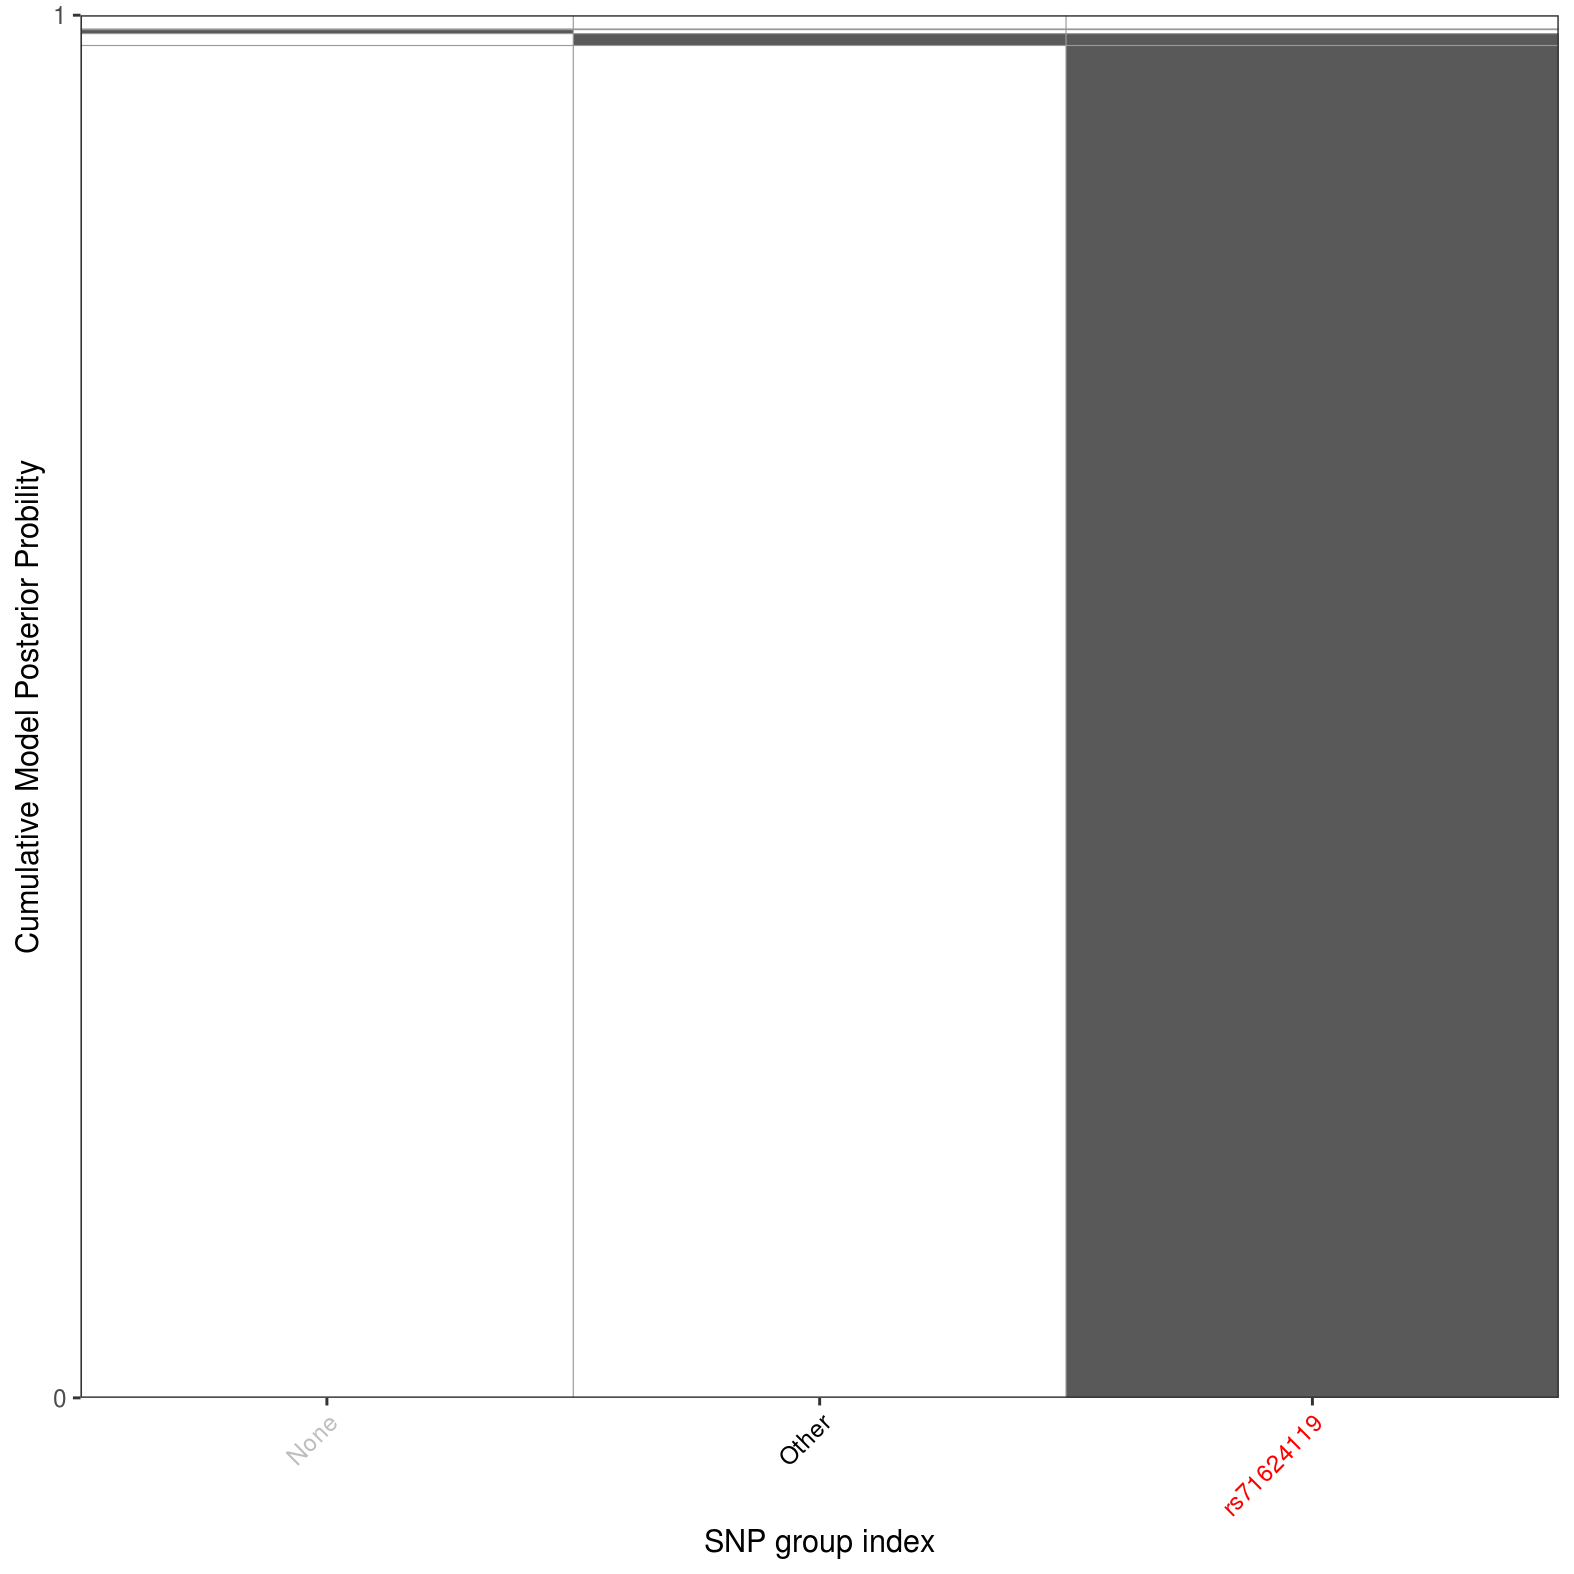 1
Cumulative Model Posterior Probility
0
None
Other
rs71624119
SNP group index